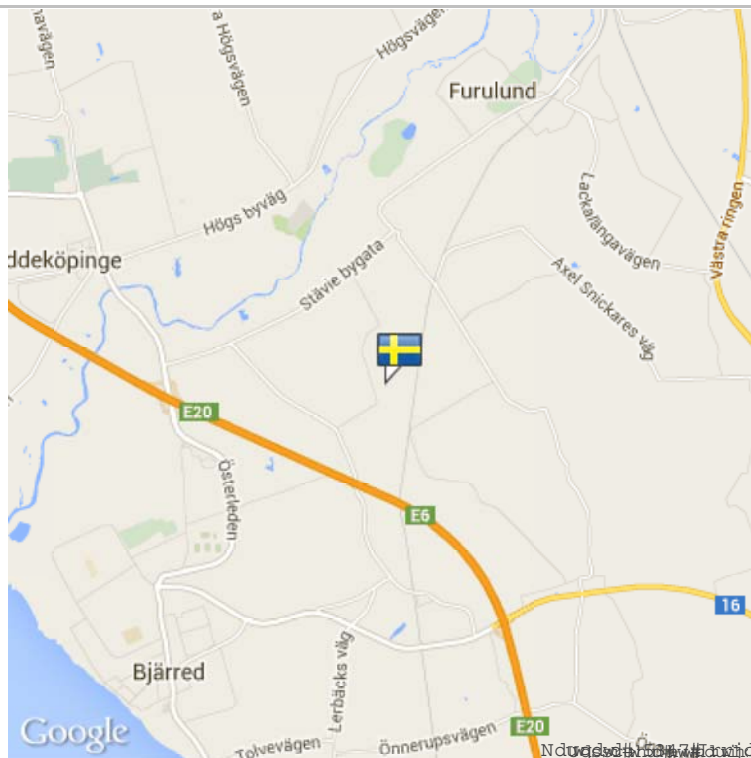 navägen
a Högsvägen
Högsvägen
Furulund
Högs byväg
Lackalängavägen
Västra ringen
ddeköpinge
Stävie bygata
Axel Snickares väg
E20
Österleden
E6
16
Bjärred
Lerbäcks väg
Google
Tolvevägen
Önnerupsvägen
E20